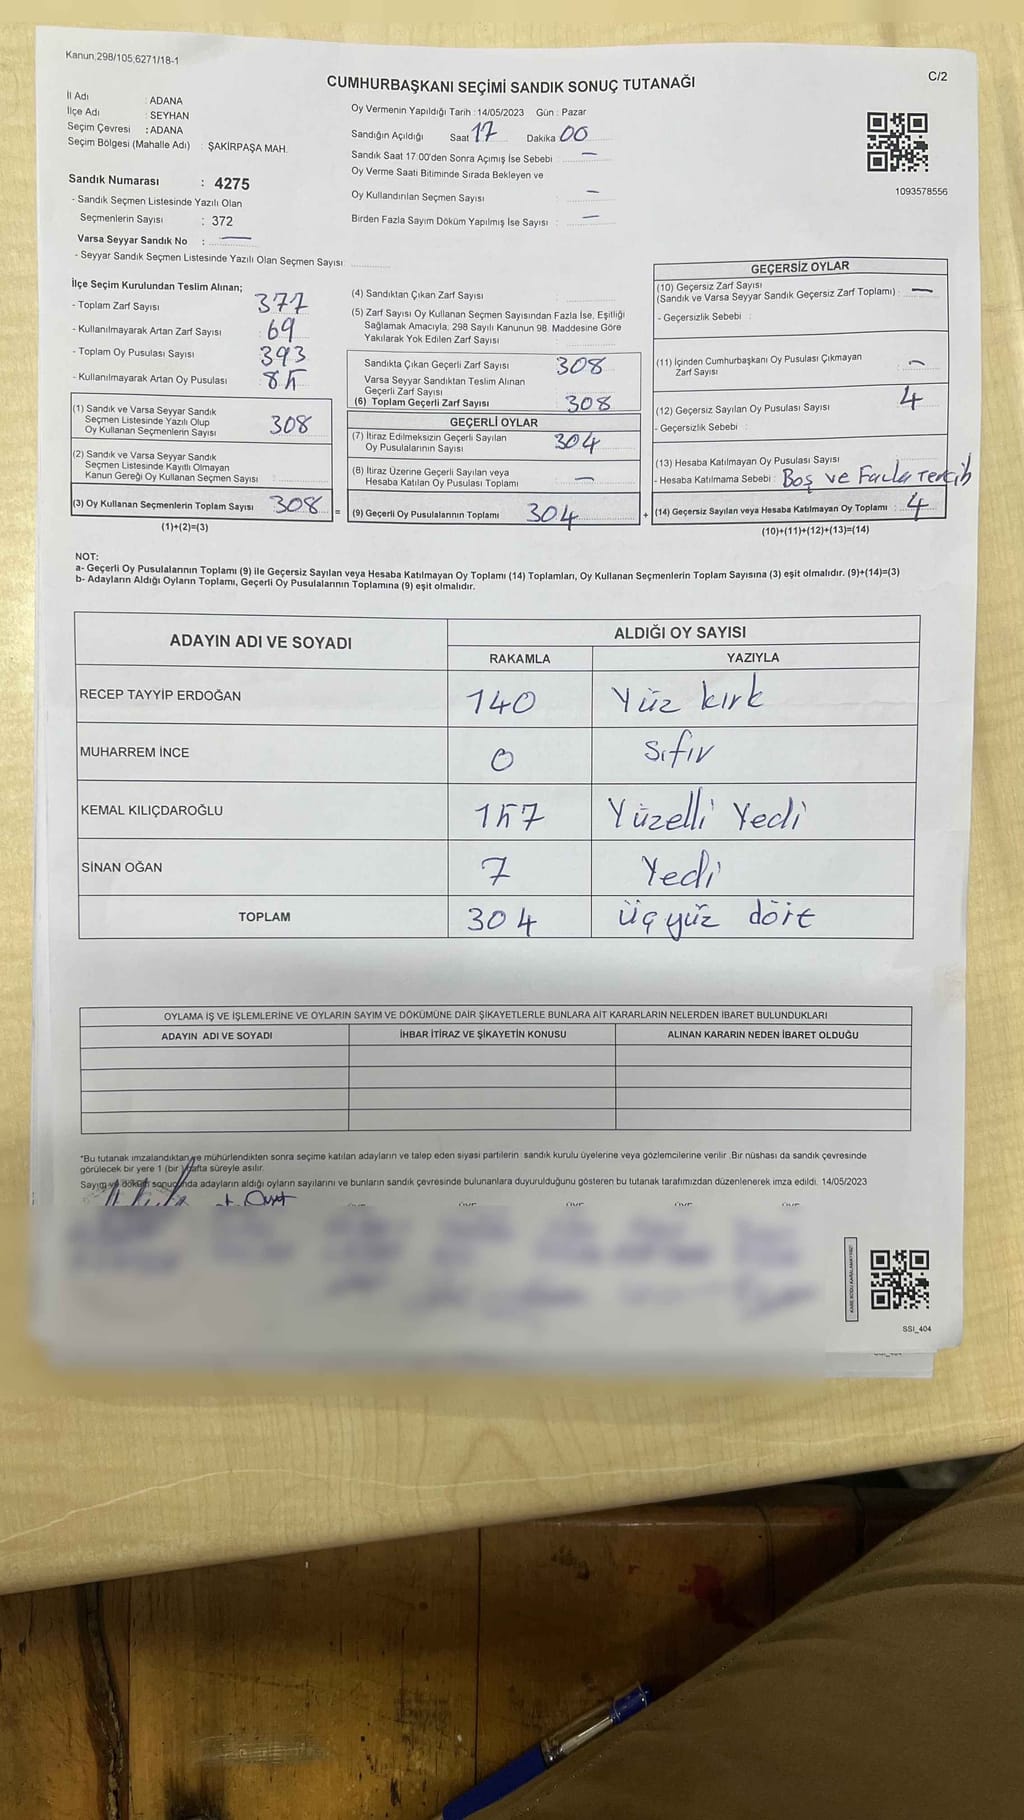 Kanun:298/105,6271/18-1
C/2
CUMHURBAŞKANI SEÇİMİ SANDIK SONUÇ TUTANAĞI
İl Adı : ADANA
İlçe Adı : SEYHAN
Seçim Çevresi : ADANA
Seçim Bölgesi (Mahalle Adı) : ŞAKİRPAŞA MAH.
Oy Vermenin Yapıldığı Tarih : 14/05/2023 Gün : Pazar
Sandığın Açıldığı Saat 17 Dakika 00
Sandık Saat 17:00'den Sonra Açımış İse Sebebi : —
Oy Verme Saati Bitiminde Sırada Bekleyen ve
Oy Kullandırılan Seçmen Sayısı : —
Birden Fazla Sayım Döküm Yapılmış İse Sayısı : —
1093578556
Sandık Numarası : 4275
- Sandık Seçmen Listesinde Yazılı Olan
Seçmenlerin Sayısı : 372
Varsa Seyyar Sandık No : —
- Seyyar Sandık Seçmen Listesinde Yazılı Olan Seçmen Sayısı:
İlçe Seçim Kurulundan Teslim Alınan;
- Toplam Zarf Sayısı : 377
- Kullanılmayarak Artan Zarf Sayısı : 69
- Toplam Oy Pusulası Sayısı : 393
- Kullanılmayarak Artan Oy Pusulası : 85
(1) Sandık ve Varsa Seyyar Sandık
Seçmen Listesinde Yazılı Olup
Oy Kullanan Seçmenlerin Sayısı : 308
(2) Sandık ve Varsa Seyyar Sandık
Seçmen Listesinde Kayıtlı Olmayan
Kanun Gereği Oy Kullanan Seçmen Sayısı :
(3) Oy Kullanan Seçmenlerin Toplam Sayısı : 308 =
(1)+(2)=(3)
(4) Sandıktan Çıkan Zarf Sayısı :
(5) Zarf Sayısı Oy Kullanan Seçmen Sayısından Fazla İse, Eşitliği
Sağlamak Amacıyla, 298 Sayılı Kanunun 98. Maddesine Göre
Yakılarak Yok Edilen Zarf Sayısı :
Sandıkta Çıkan Geçerli Zarf Sayısı : 308
Varsa Seyyar Sandıktan Teslim Alınan
Geçerli Zarf Sayısı
(6) Toplam Geçerli Zarf Sayısı : 308
GEÇERLİ OYLAR
(7) İtiraz Edilmeksizin Geçerli Sayılan
Oy Pusulalarının Sayısı : 304
(8) İtiraz Üzerine Geçerli Sayılan veya
Hesaba Katılan Oy Pusulası Toplamı : —
(9) Geçerli Oy Pusulalarının Toplamı : 304 +
GEÇERSİZ OYLAR
(10) Geçersiz Zarf Sayısı
(Sandık ve Varsa Seyyar Sandık Geçersiz Zarf Toplamı) : —
- Geçersizlik Sebebi :
(11) İçinden Cumhurbaşkanı Oy Pusulası Çıkmayan
Zarf Sayısı : —
(12) Geçersiz Sayılan Oy Pusulası Sayısı : 4
- Geçersizlik Sebebi :
(13) Hesaba Katılmayan Oy Pusulası Sayısı :
- Hesaba Katılmama Sebebi : Boş ve Fazla Tercih
(14) Geçersiz Sayılan veya Hesaba Katılmayan Oy Toplamı : 4
(10)+(11)+(12)+(13)=(14)
NOT:
a- Geçerli Oy Pusulalarının Toplamı (9) ile Geçersiz Sayılan veya Hesaba Katılmayan Oy Toplamı (14) Toplamları, Oy Kullanan Seçmenlerin Toplam Sayısına (3) eşit olmalıdır. (9)+(14)=(3)
b- Adayların Aldığı Oyların Toplamı, Geçerli Oy Pusulalarının Toplamına (9) eşit olmalıdır.
ADAYIN ADI VE SOYADI
ALDIĞI OY SAYISI
RAKAMLA YAZIYLA
RECEP TAYYİP ERDOĞAN 140 Yüz kırk
MUHARREM İNCE 0 Sıfır
KEMAL KILIÇDAROĞLU 157 Yüzelli Yedi
SİNAN OĞAN 7 Yedi
TOPLAM 304 üçyüz dört
OYLAMA İŞ VE İŞLEMLERİNE VE OYLARIN SAYIM VE DÖKÜMÜNE DAİR ŞİKAYETLERLE BUNLARA AİT KARARLARIN NELERDEN İBARET BULUNDUKLARI
ADAYIN ADI VE SOYADI İHBAR İTİRAZ VE ŞİKAYETİN KONUSU ALINAN KARARIN NEDEN İBARET OLDUĞU
*Bu tutanak imzalandıktan ve mühürlendikten sonra seçime katılan adayların ve talep eden siyasi partilerin sandık kurulu üyelerine veya gözlemcilerine verilir. Bir nüshası da sandık çevresinde
görülecek bir yere 1 (bir) hafta süreyle asılır.
Sayım ve döküm sonucunda adayların aldığı oyların sayılarını ve bunların sandık çevresinde bulunanlara duyurulduğunu gösteren bu tutanak tarafımızdan düzenlenerek imza edildi. 14/05/2023
SSI_404